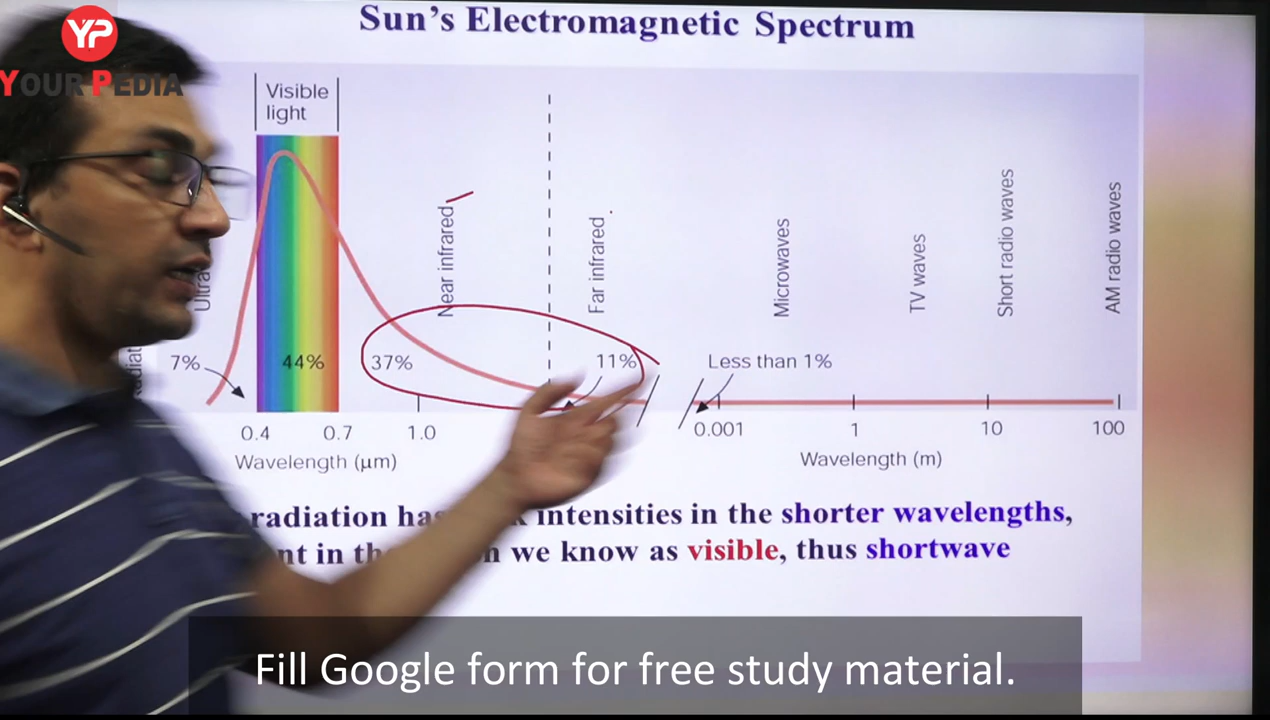 Sun's Electromagnetic Spectrum
YP
YOUR PEDIA
Visible
light
Near infrared
Far infrared
Microwaves
TV waves
Short radio waves
AM radio waves
7%
44%
37%
11%
Less than 1%
0.4
0.7
1.0
0.001
1
10
100
Wavelength (μm)
Wavelength (m)
radiation intensities in the shorter wavelengths,
in we know as visible, thus shortwave
Fill Google form for free study material.